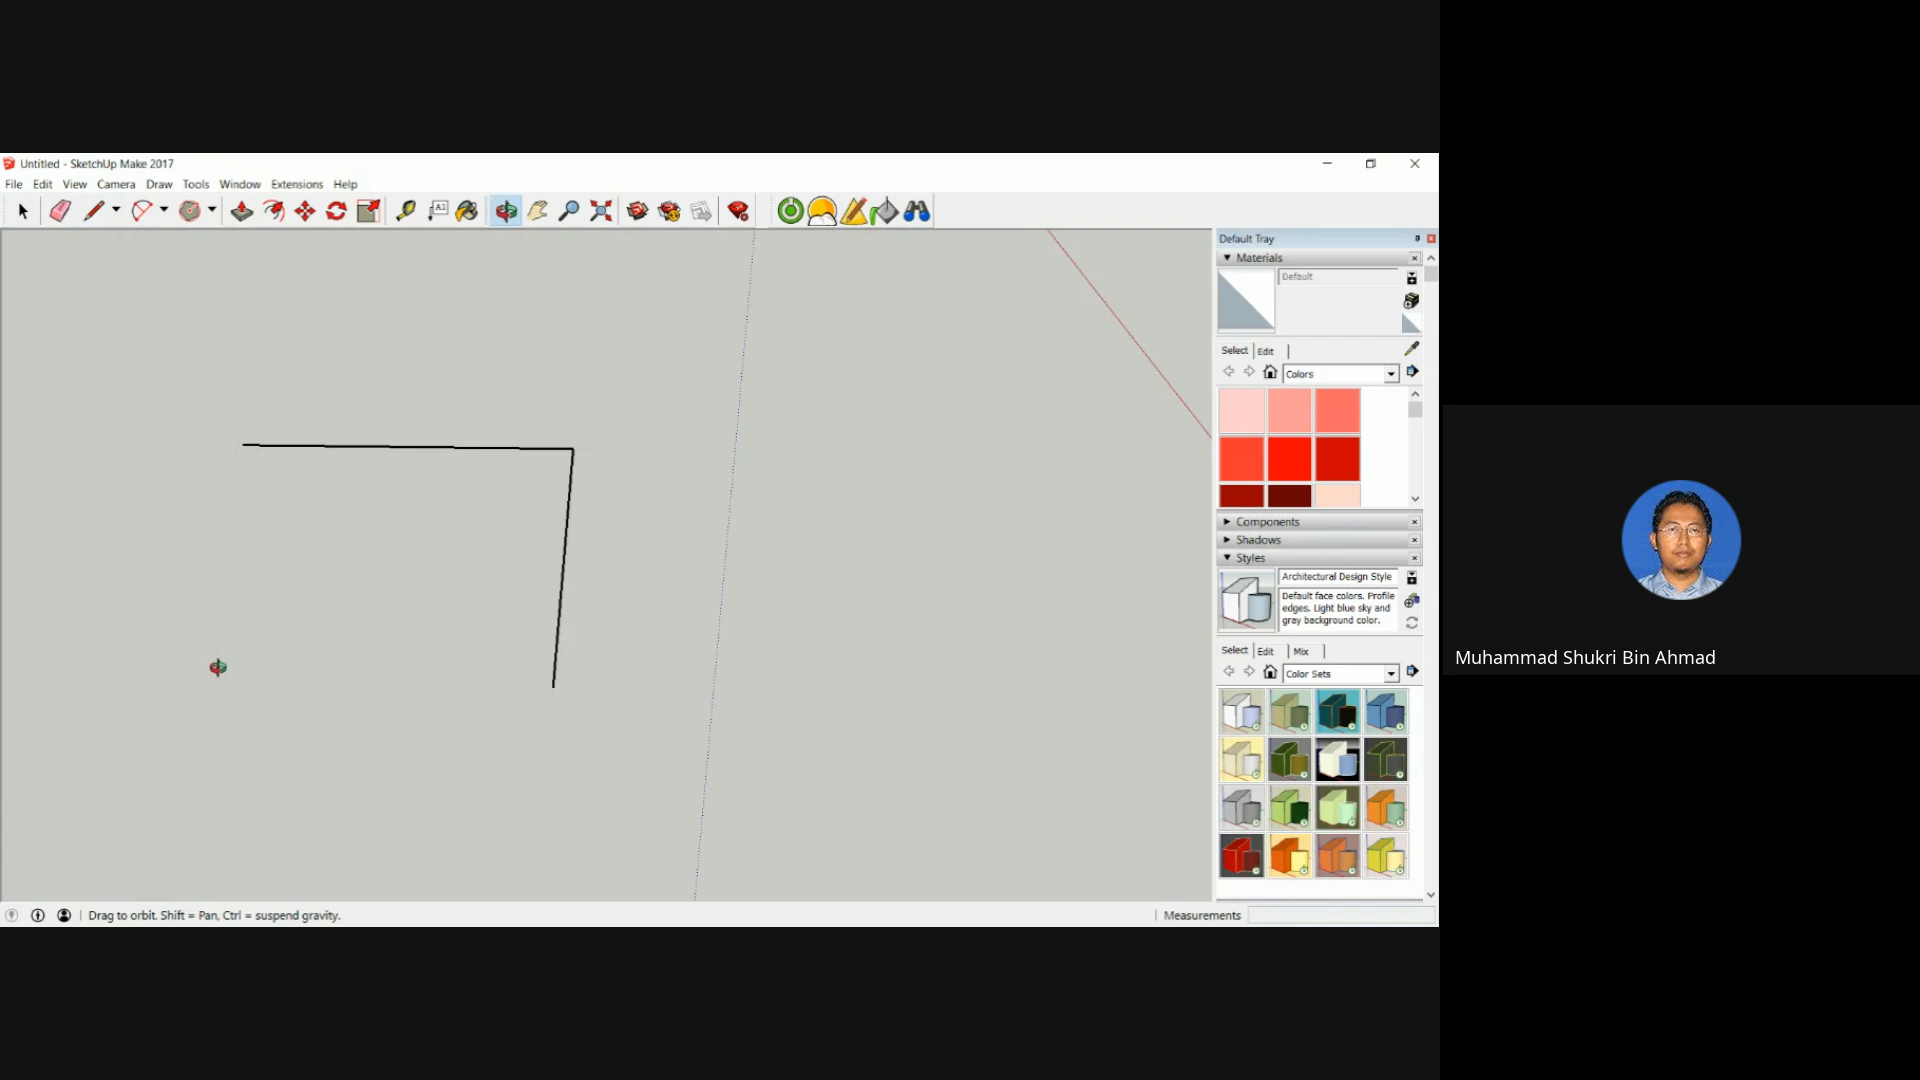 Untitled - SketchUp Make 2017
File Edit View Camera Draw Tools Window Extensions Help
A1
Default Tray
Materials
Default
Select Edit
Colors
Components
Shadows
Styles
Architectural Design Style
Default face colors. Profile
edges. Light blue sky and
gray background color.
Select Edit Mix
Color Sets
Drag to orbit. Shift = Pan, Ctrl = suspend gravity.
Measurements
Muhammad Shukri Bin Ahmad